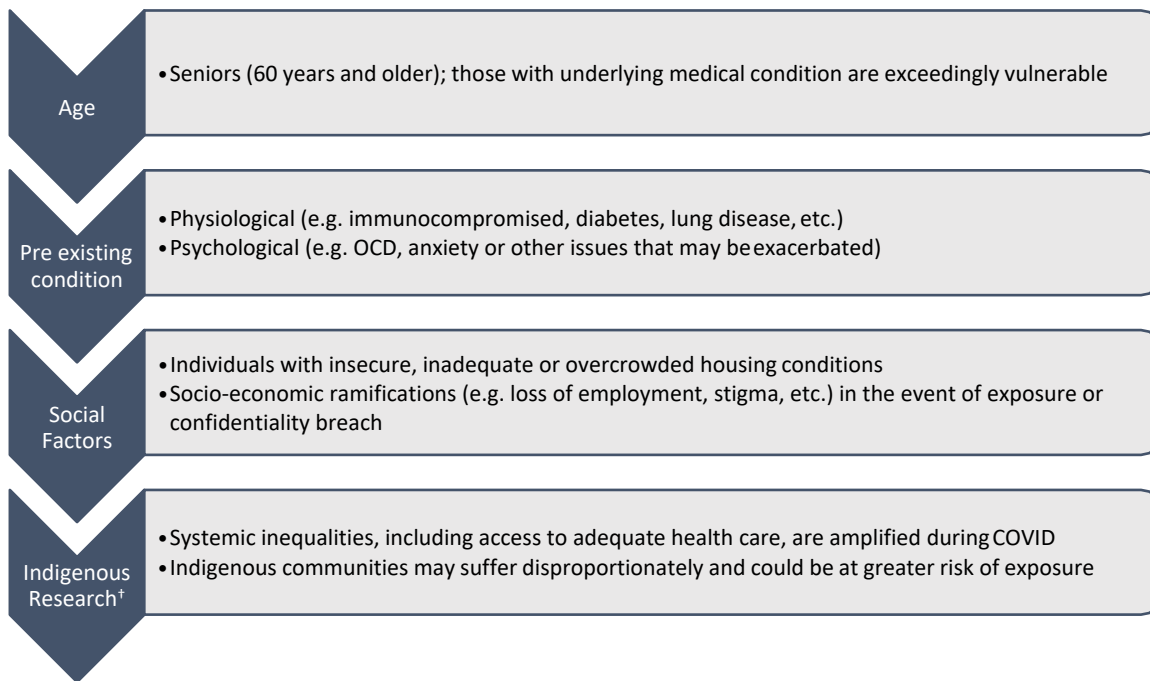 Age
•Seniors (60 years and older); those with underlying medical condition are exceedingly vulnerable
Pre existing
condition
•Physiological (e.g. immunocompromised, diabetes, lung disease, etc.)
•Psychological (e.g. OCD, anxiety or other issues that may be exacerbated)
Social
Factors
•Individuals with insecure, inadequate or overcrowded housing conditions
•Socio-economic ramifications (e.g. loss of employment, stigma, etc.) in the event of exposure or
confidentiality breach
Indigenous
Research†
•Systemic inequalities, including access to adequate health care, are amplified during COVID
•Indigenous communities may suffer disproportionately and could be at greater risk of exposure